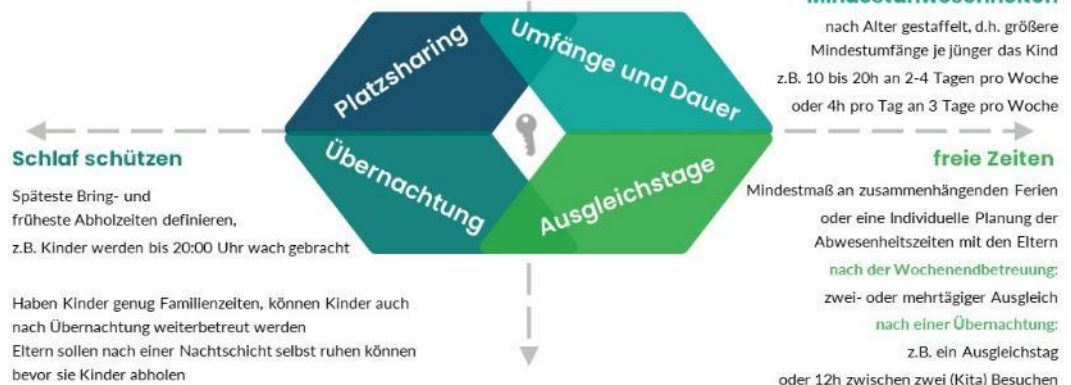 Mindestanwesenheiten
nach Alter gestaffelt, d.h. größere
Mindestumfänge je jünger das Kind
z.B. 10 bis 20h an 2-4 Tagen pro Woche
oder 4h pro Tag an 3 Tage pro Woche
Platzsharing
Umfänge und Dauer
Übernachtung
Ausgleichstage
Schlaf schützen
Späteste Bring- und
früheste Abholzeiten definieren,
z.B. Kinder werden bis 20:00 Uhr wach gebracht
Haben Kinder genug Familienzeiten, können Kinder auch
nach Übernachtung weiterbetreut werden
Eltern sollen nach einer Nachtschicht selbst ruhen können
bevor sie Kinder abholen
freie Zeiten
Mindestmaß an zusammenhängenden Ferien
oder eine Individuelle Planung der
Abwesenheitszeiten mit den Eltern
nach der Wochenendbetreuung:
zwei- oder mehrtägiger Ausgleich
nach einer Übernachtung:
z.B. ein Ausgleichstag
oder 12h zwischen zwei (Kita) Besuchen